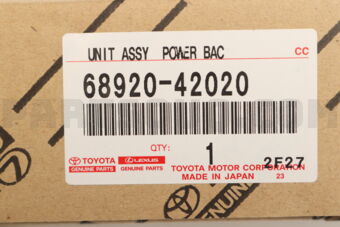 UNIT ASSY POWER BAC
CC
68920-42020
QTY:
1
TOYOTA
GENUINE PARTS
LEXUS
GENUINE PARTS
TOYOTA MOTOR CORPORATION
MADE IN JAPAN 23
2F27